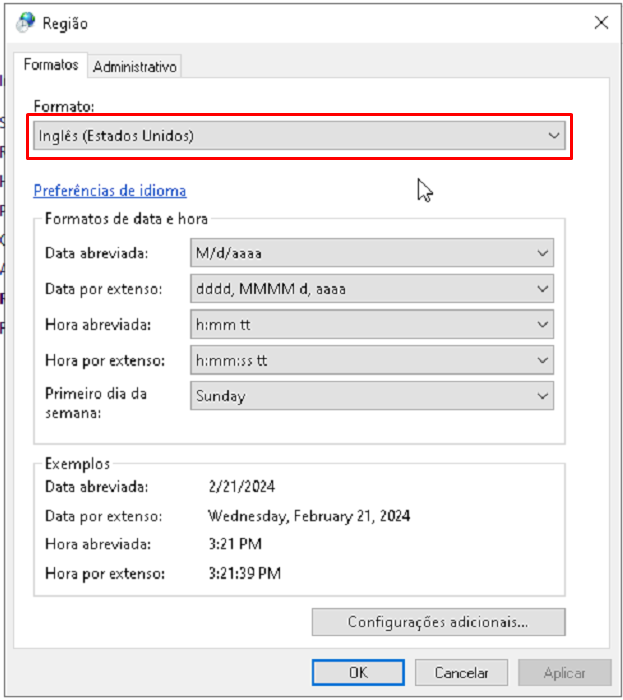 Região
Formatos Administrativo
Formato:
Inglês (Estados Unidos)
Preferências de idioma
Formatos de data e hora
Data abreviada: M/d/aaaa
Data por extenso: dddd, MMMM d, aaaa
Hora abreviada: h:mm tt
Hora por extenso: h:mm:ss tt
Primeiro dia da
semana: Sunday
Exemplos
Data abreviada: 2/21/2024
Data por extenso: Wednesday, February 21, 2024
Hora abreviada: 3:21 PM
Hora por extenso: 3:21:39 PM
Configurações adicionais...
OK Cancelar Aplicar